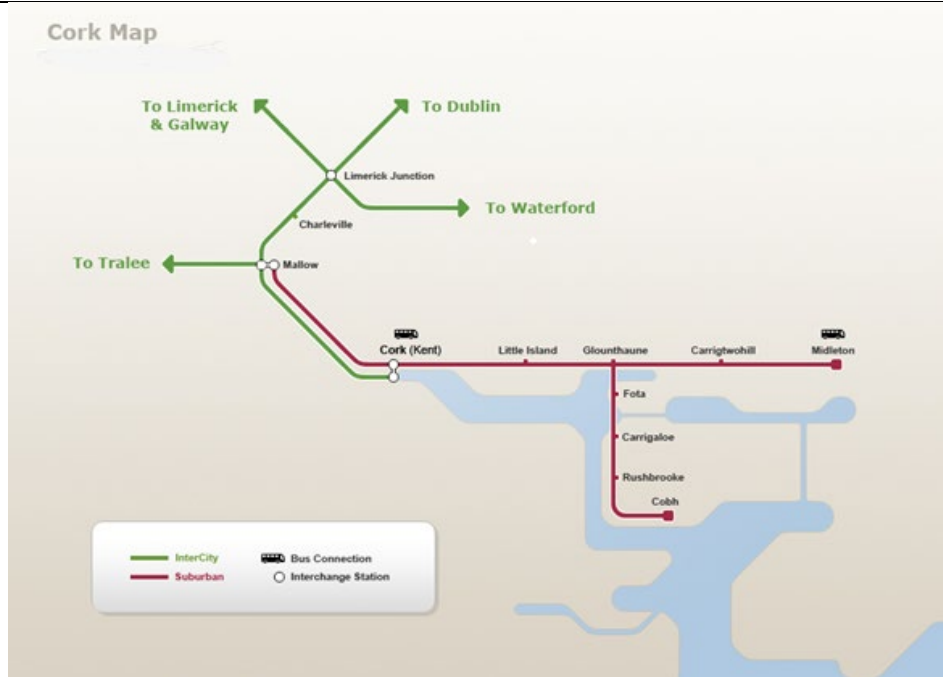 Cork Map
To Limerick
& Galway
To Dublin
Limerick Junction
To Waterford
Charleville
To Tralee
Mallow
Cork (Kent)
Little Island
Glounthaune
Carrigtwohill
Midleton
Fota
Carrigaloe
Rushbrooke
Cobh
InterCity
Bus Connection
Suburban
Interchange Station